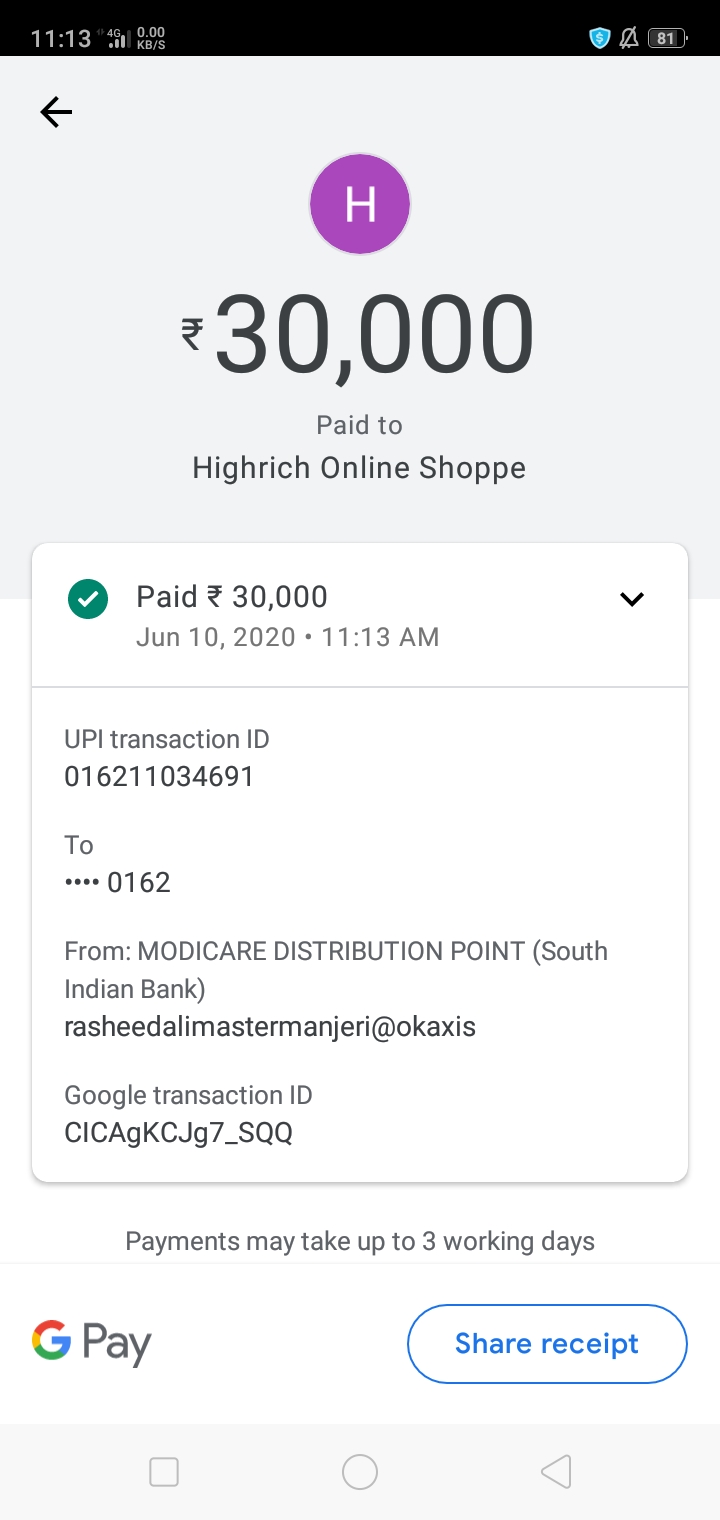 11:13 4G 0.00 KB/S 81
H
₹30,000
Paid to
Highrich Online Shoppe
Paid ₹ 30,000
Jun 10, 2020 • 11:13 AM
UPI transaction ID
016211034691
To
•••• 0162
From: MODICARE DISTRIBUTION POINT (South
Indian Bank)
rasheedalimastermanjeri@okaxis
Google transaction ID
CICAgKCJg7_SQQ
Payments may take up to 3 working days
G Pay
Share receipt